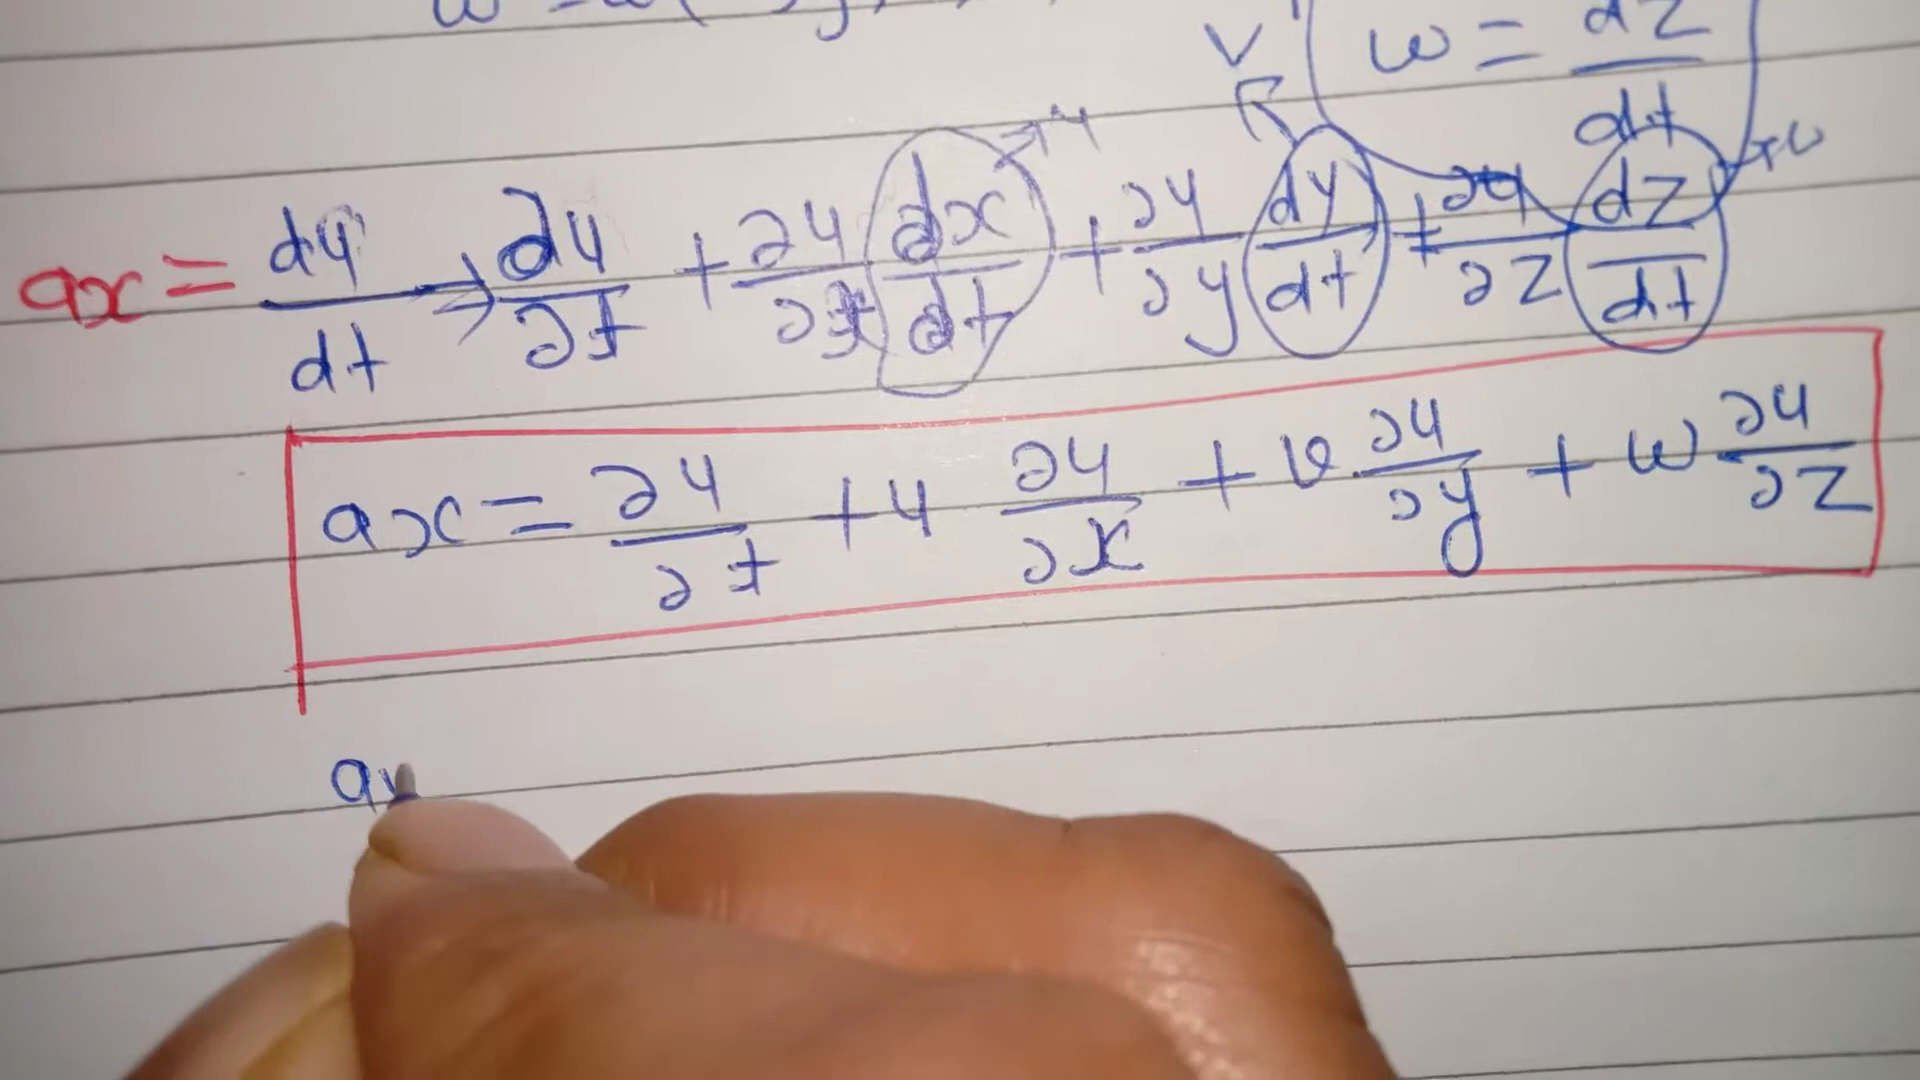 w =
V w = dz/dt
ax = du/dt → ∂u/∂t + ∂u/∂x dx/dt →u + ∂u/∂y dy/dt + ∂u/∂z dz/dt →w
ax = ∂u/∂t + u ∂u/∂x + v ∂u/∂y + w ∂u/∂z
ay